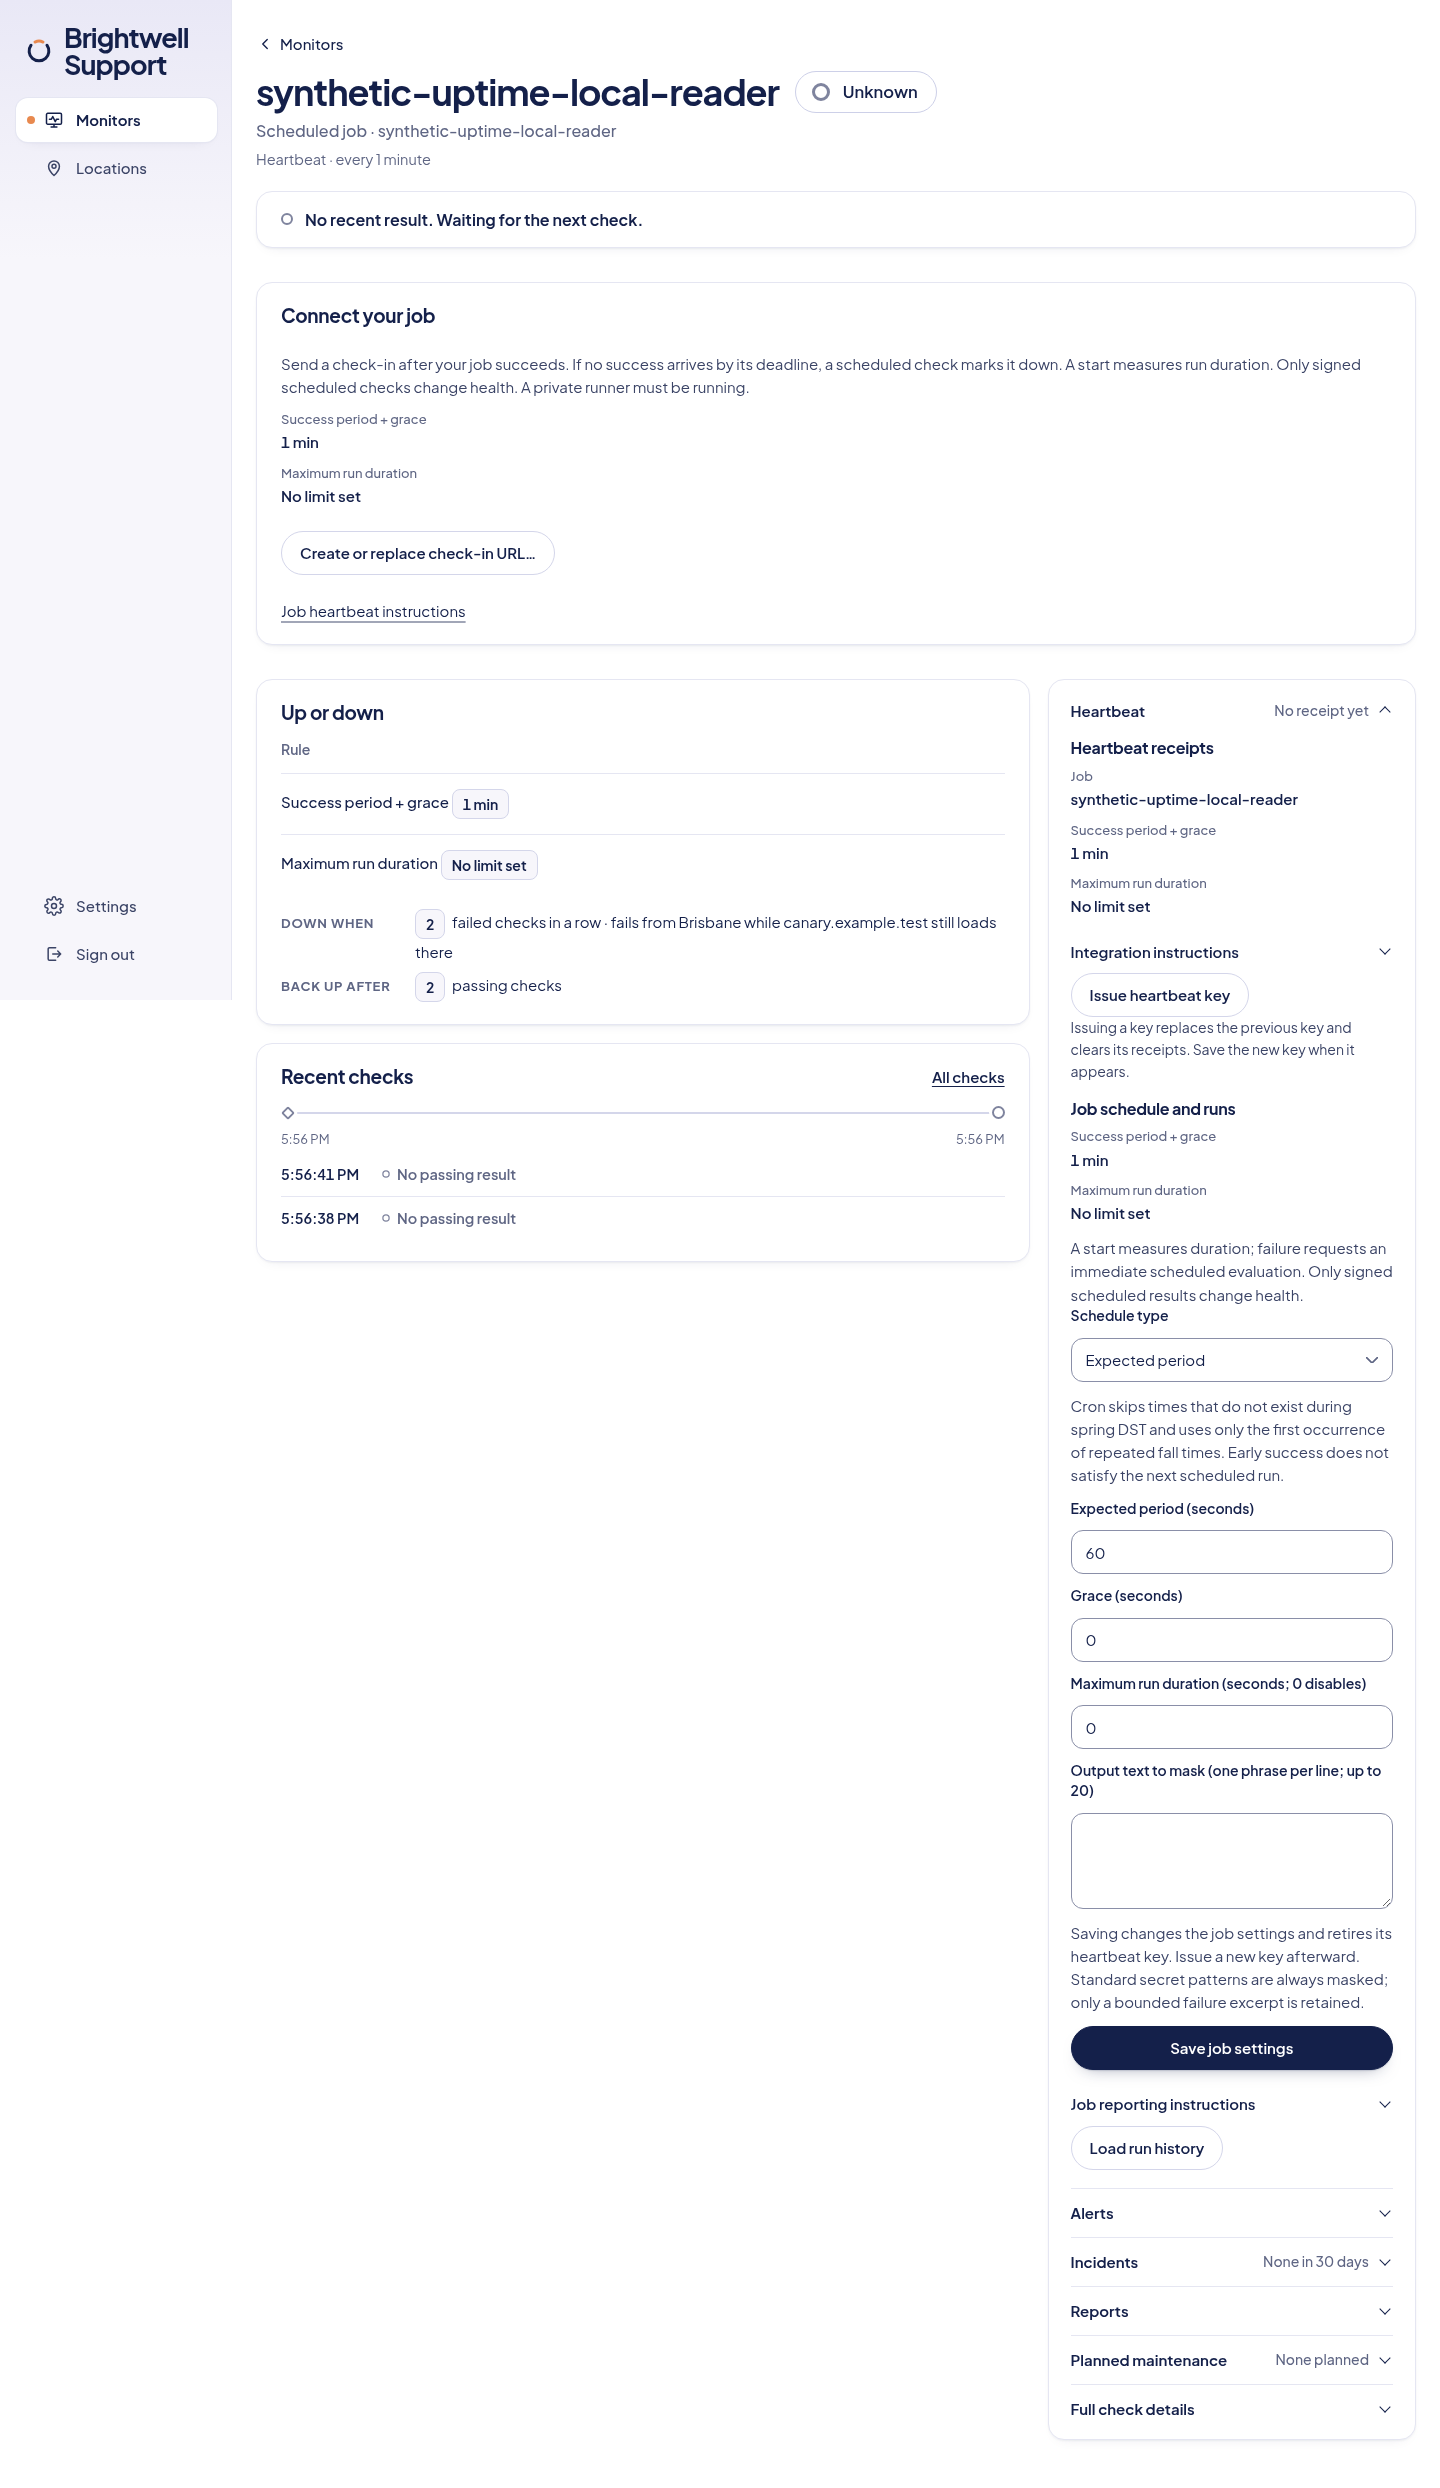 Brightwell
Support
Monitors
Locations
Settings
Sign out
Monitors
synthetic-uptime-local-reader
Unknown
Scheduled job · synthetic-uptime-local-reader
Heartbeat · every 1 minute
No recent result. Waiting for the next check.
Connect your job
Send a check-in after your job succeeds. If no success arrives by its deadline, a scheduled check marks it down. A start measures run duration. Only signed
scheduled checks change health. A private runner must be running.
Success period + grace
1 min
Maximum run duration
No limit set
Create or replace check-in URL…
Job heartbeat instructions
Up or down
Rule
Success period + grace 1 min
Maximum run duration No limit set
DOWN WHEN 2 failed checks in a row · fails from Brisbane while canary.example.test still loads
there
BACK UP AFTER 2 passing checks
Recent checks All checks
5:56 PM 5:56 PM
5:56:41 PM No passing result
5:56:38 PM No passing result
Heartbeat No receipt yet
Heartbeat receipts
Job
synthetic-uptime-local-reader
Success period + grace
1 min
Maximum run duration
No limit set
Integration instructions
Issue heartbeat key
Issuing a key replaces the previous key and
clears its receipts. Save the new key when it
appears.
Job schedule and runs
Success period + grace
1 min
Maximum run duration
No limit set
A start measures duration; failure requests an
immediate scheduled evaluation. Only signed
scheduled results change health.
Schedule type
Expected period
Cron skips times that do not exist during
spring DST and uses only the first occurrence
of repeated fall times. Early success does not
satisfy the next scheduled run.
Expected period (seconds)
60
Grace (seconds)
0
Maximum run duration (seconds; 0 disables)
0
Output text to mask (one phrase per line; up to
20)
Saving changes the job settings and retires its
heartbeat key. Issue a new key afterward.
Standard secret patterns are always masked;
only a bounded failure excerpt is retained.
Save job settings
Job reporting instructions
Load run history
Alerts
Incidents None in 30 days
Reports
Planned maintenance None planned
Full check details